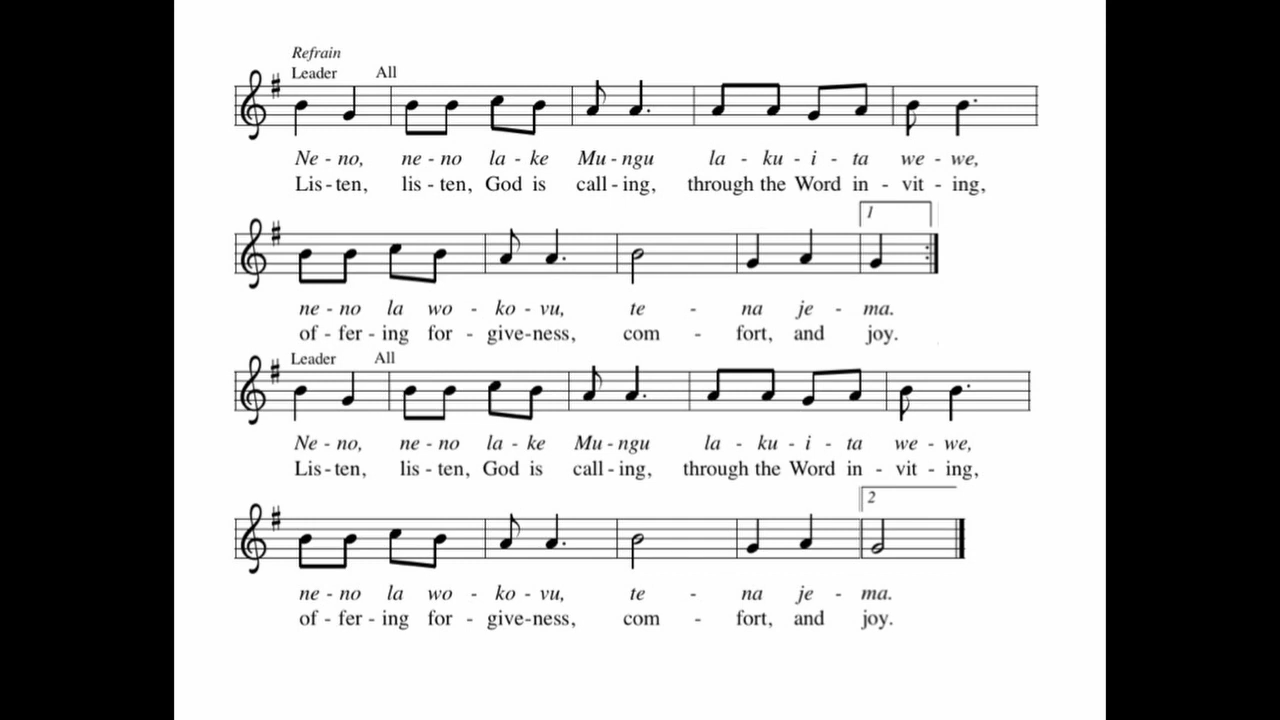 Refrain
Leader All
Ne - no, ne - no la - ke Mu - ngu la - ku - i - ta we - we,
Lis - ten, lis - ten, God is call - ing, through the Word in - vit - ing,
1
ne - no la wo - ko - vu, te - na je - ma.
of - fer - ing for - give - ness, com - fort, and joy.
Leader All
Ne - no, ne - no la - ke Mu - ngu la - ku - i - ta we - we,
Lis - ten, lis - ten, God is call - ing, through the Word in - vit - ing,
2
ne - no la wo - ko - vu, te - na je - ma.
of - fer - ing for - give - ness, com - fort, and joy.